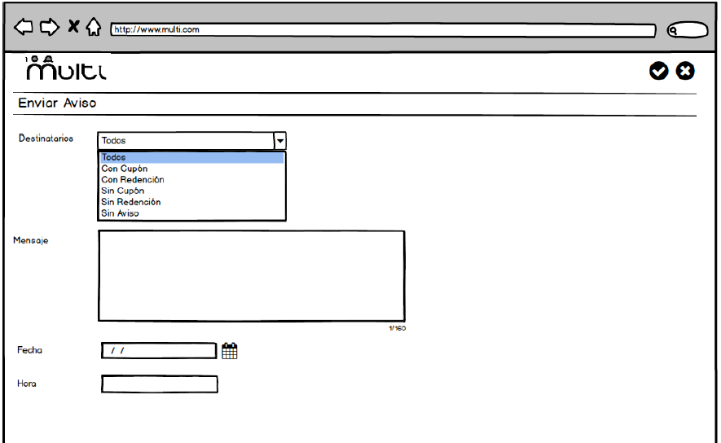 http://www.multi.com
multi
Enviar Aviso
Destinatarios
Todos
Todos
Con Cupón
Con Redención
Sin Cupón
Sin Redención
Sin Aviso
Mensaje
1/160
Fecha
/ /
Hora